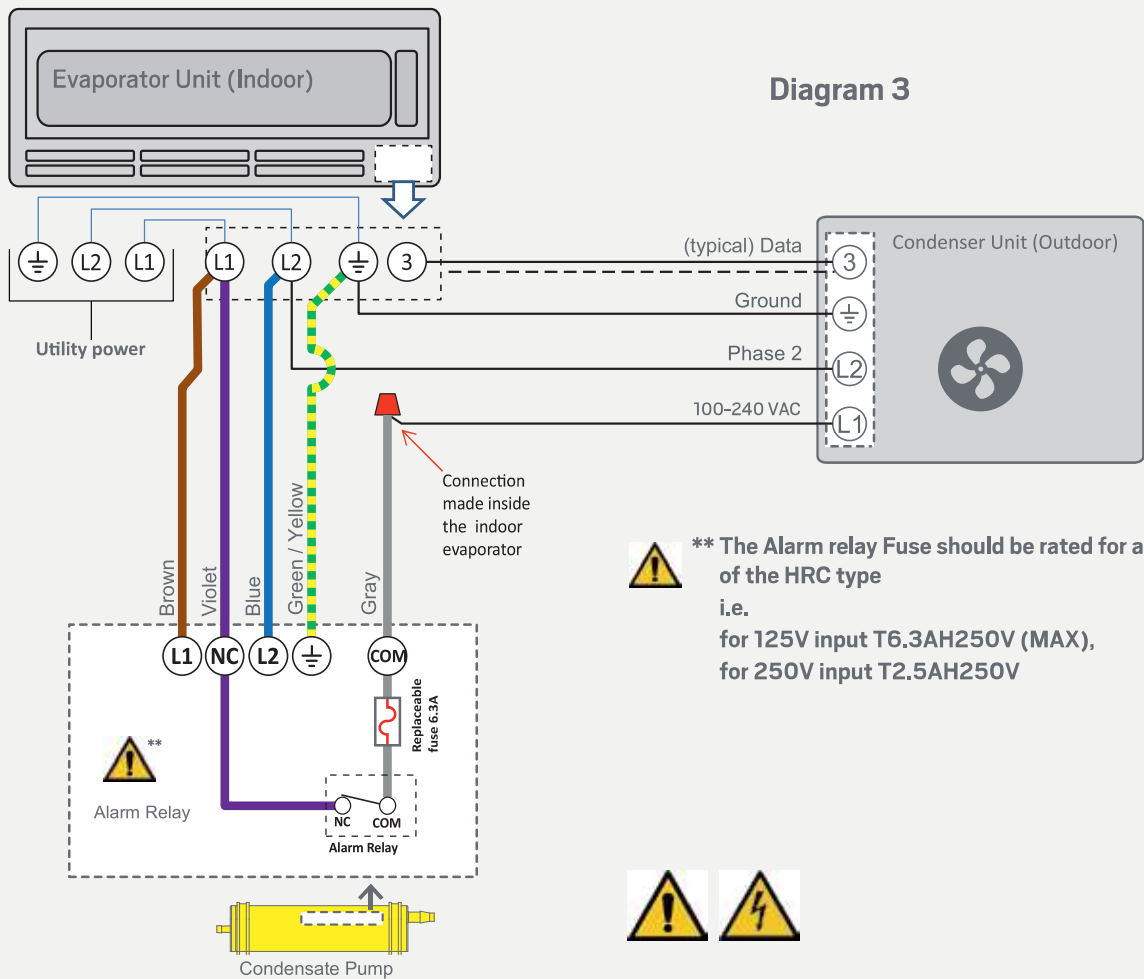 Evaporator Unit (Indoor)
Diagram 3
L2
L1
L1
L2
3
Utility power
(typical) Data
Ground
Phase 2
100-240 VAC
Condenser Unit (Outdoor)
3
L2
L1
Connection
made inside
the indoor
evaporator
Brown
Violet
Blue
Green / Yellow
Gray
L1
NC
L2
COM
Replaceable
fuse 6.3A
**
Alarm Relay
NC
COM
Alarm Relay
Condensate Pump
** The Alarm relay Fuse should be rated for a
of the HRC type
i.e.
for 125V input T6.3AH250V (MAX),
for 250V input T2.5AH250V